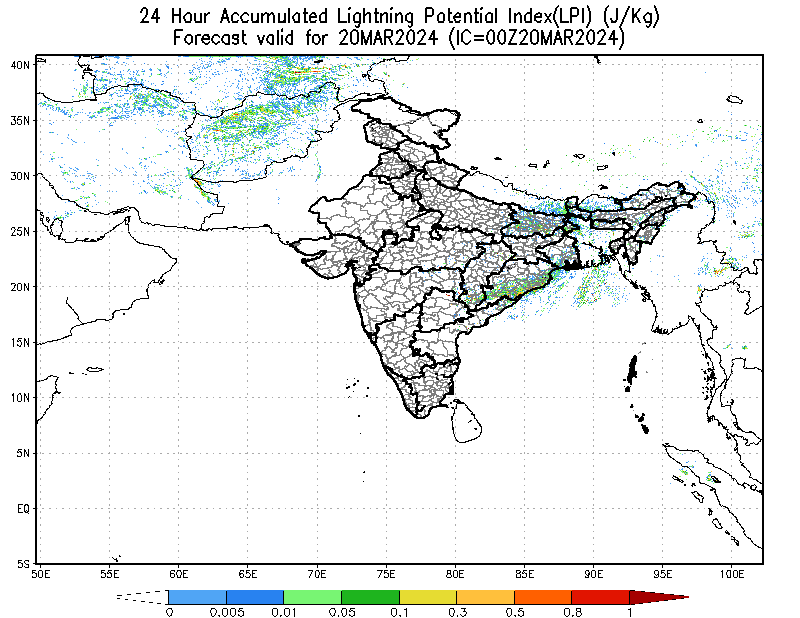 24 Hour Accumulated Lightning Potential Index(LPI) (J/Kg)
Forecast valid for 20MAR2024 (IC=00Z20MAR2024)
40N
35N
30N
25N
20N
15N
10N
5N
EQ
5S
50E 55E 60E 65E 70E 75E 80E 85E 90E 95E 100E
0 0.005 0.01 0.05 0.1 0.3 0.5 0.8 1